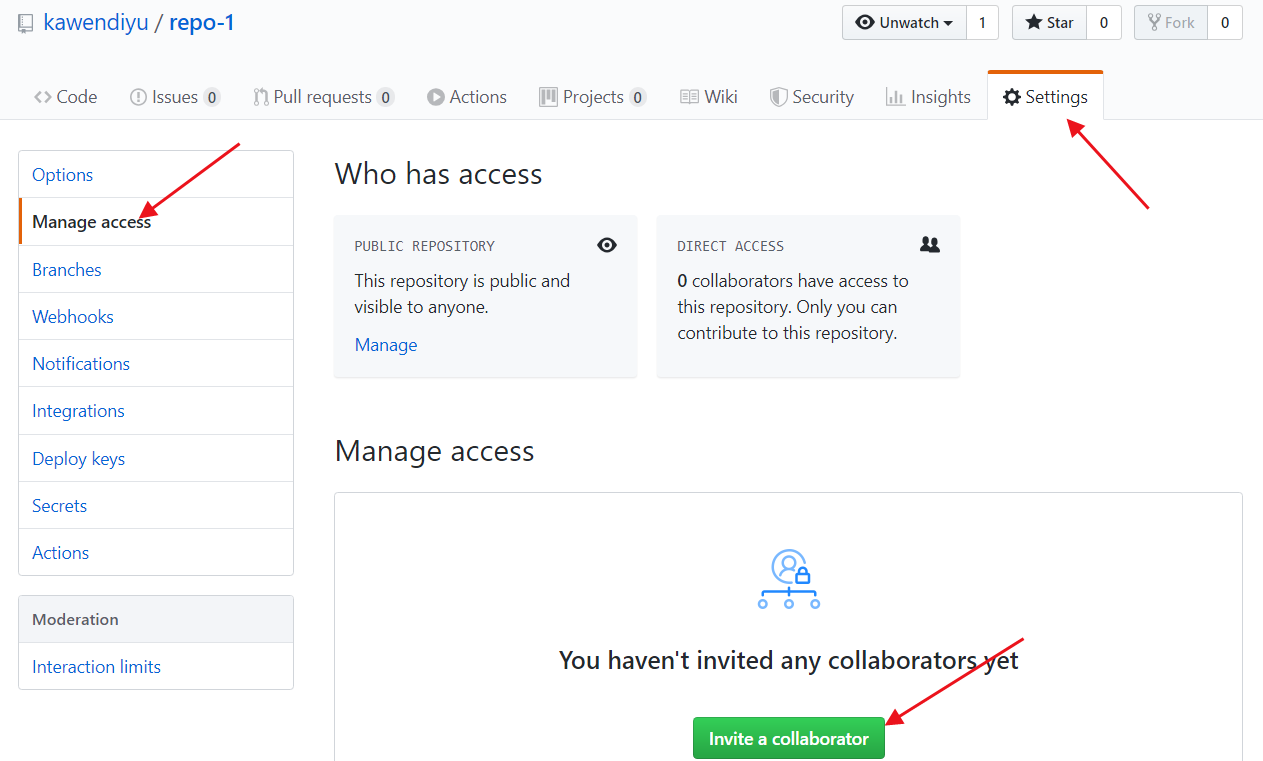 kawendiyu / repo-1
Unwatch 1 Star 0 Fork 0
Code Issues 0 Pull requests 0 Actions Projects 0 Wiki Security Insights Settings
Options
Manage access
Branches
Webhooks
Notifications
Integrations
Deploy keys
Secrets
Actions
Moderation
Interaction limits
Who has access
PUBLIC REPOSITORY
This repository is public and
visible to anyone.
Manage
DIRECT ACCESS
0 collaborators have access to
this repository. Only you can
contribute to this repository.
Manage access
You haven't invited any collaborators yet
Invite a collaborator